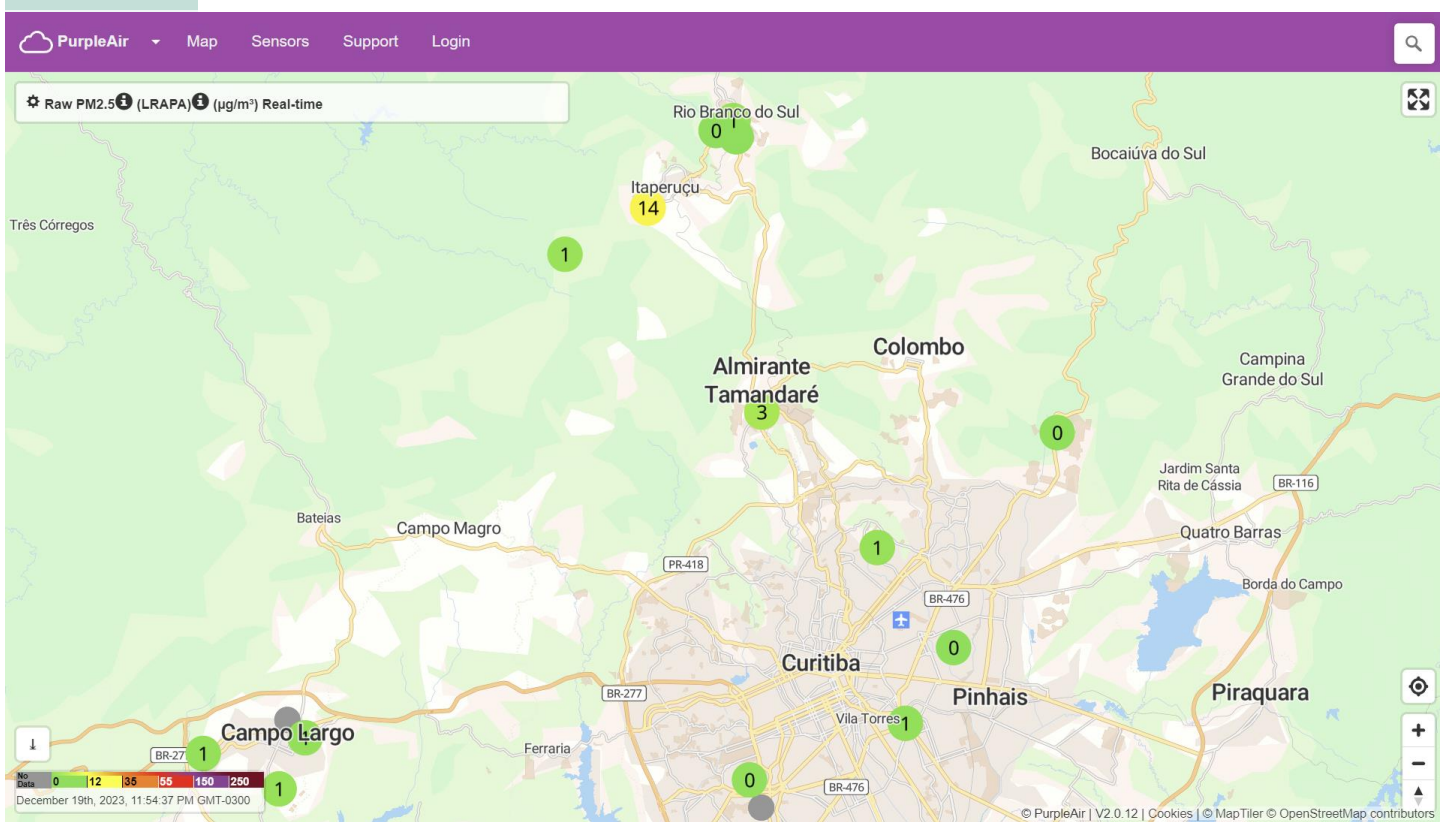 PurpleAir Map Sensors Support Login
Raw PM2.5 (LRAPA) (µg/m³) Real-time
Rio Branco do Sul
0
Bocaiúva do Sul
Itaperuçu
14
Três Córregos
1
Colombo
Almirante
Tamandaré
3
Campina
Grande do Sul
0
Jardim Santa
Rita de Cássia
BR-116
Bateias
Campo Magro
Quatro Barras
1
PR-418
Borda do Campo
BR-476
0
Curitiba
BR-277
Pinhais
Piraquara
Vila Torres
1
Campo Largo
Ferraria
BR-27
1
0
BR-476
1
No
Data
0 12 35 55 150 250
December 19th, 2023, 11:54:37 PM GMT-0300
© PurpleAir | V2.0.12 | Cookies | © MapTiler © OpenStreetMap contributors